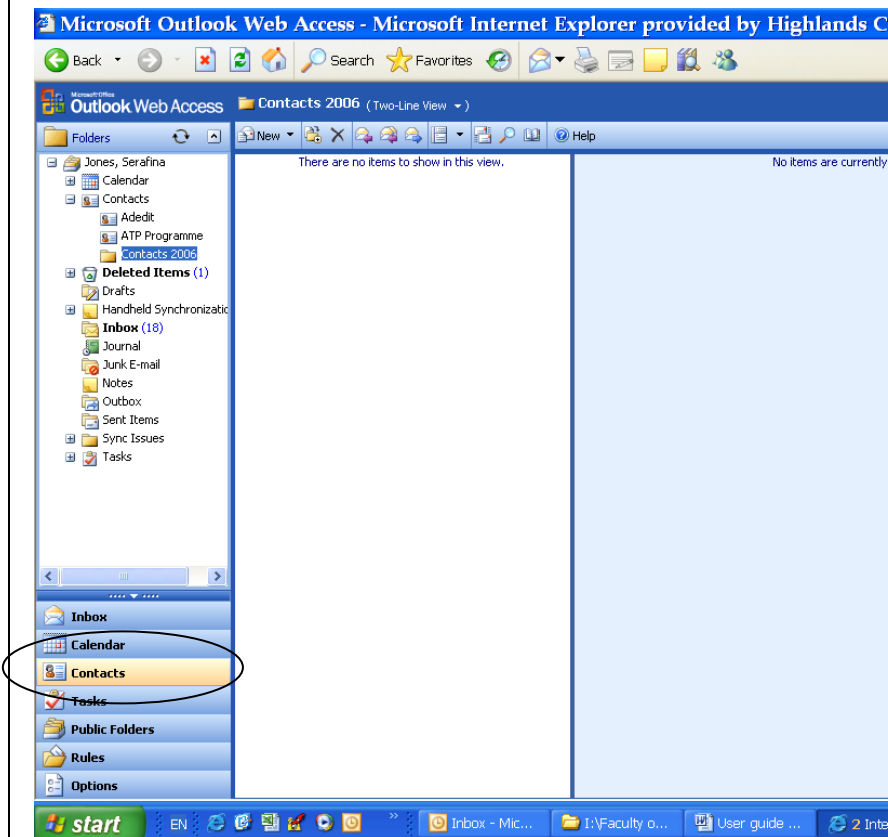 Microsoft Outlook Web Access - Microsoft Internet Explorer provided by Highlands C
Back
Search
Favorites
Microsoft Office
Outlook Web Access
Contacts 2006 (Two-Line View)
Folders
New
Help
Jones, Serafina
There are no items to show in this view.
No items are currently
Calendar
Contacts
Adedit
ATP Programme
Contacts 2006
Deleted Items (1)
Drafts
Handheld Synchronizatic
Inbox (18)
Journal
Junk E-mail
Notes
Outbox
Sent Items
Sync Issues
Tasks
Inbox
Calendar
Contacts
Tasks
Public Folders
Rules
Options
start
EN
Inbox - Mic...
I:\Faculty o...
User guide ...
2 Inte